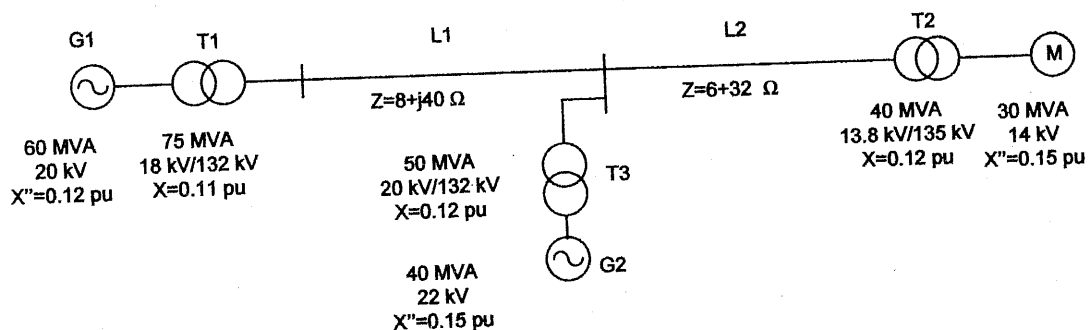 G1
T1
L1
L2
T2
M
Z=8+j40 Ω
Z=6+32 Ω
60 MVA
20 kV
X"=0.12 pu
75 MVA
18 kV/132 kV
X=0.11 pu
50 MVA
20 kV/132 kV
X=0.12 pu
T3
40 MVA
13.8 kV/135 kV
X=0.12 pu
30 MVA
14 kV
X"=0.15 pu
G2
40 MVA
22 kV
X"=0.15 pu